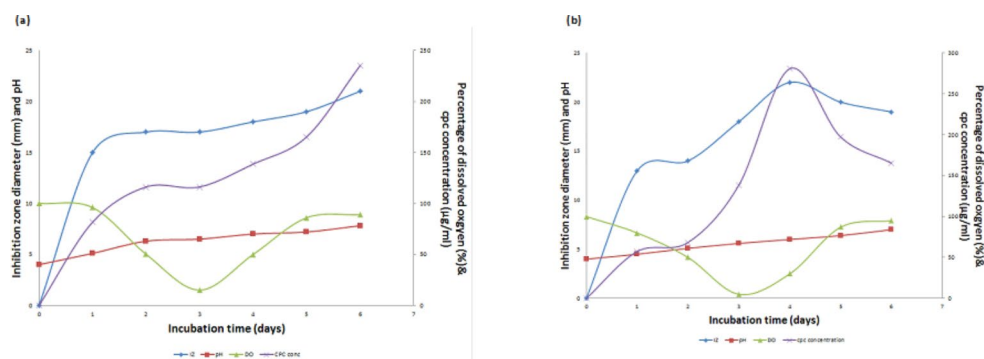 (a)
Inhibition zone diameter (mm) and pH
25
20
15
10
5
0
0 1 2 3 4 5 6 7
Incubation time (days)
250
200
150
100
50
0
Percentage of dissolved oxgyen (%)&
cpc concentration (µg/ml)
IZ pH DO CPC conc
(b)
Inhibition zone diameter (mm) and pH
25
20
15
10
5
0
0 1 2 3 4 5 6 7
Incubation time (days)
300
250
200
150
100
50
0
Percentage of dissolved oxgyen (%)&
cpc concentration (µg/ml)
IZ pH DO cpc concentration